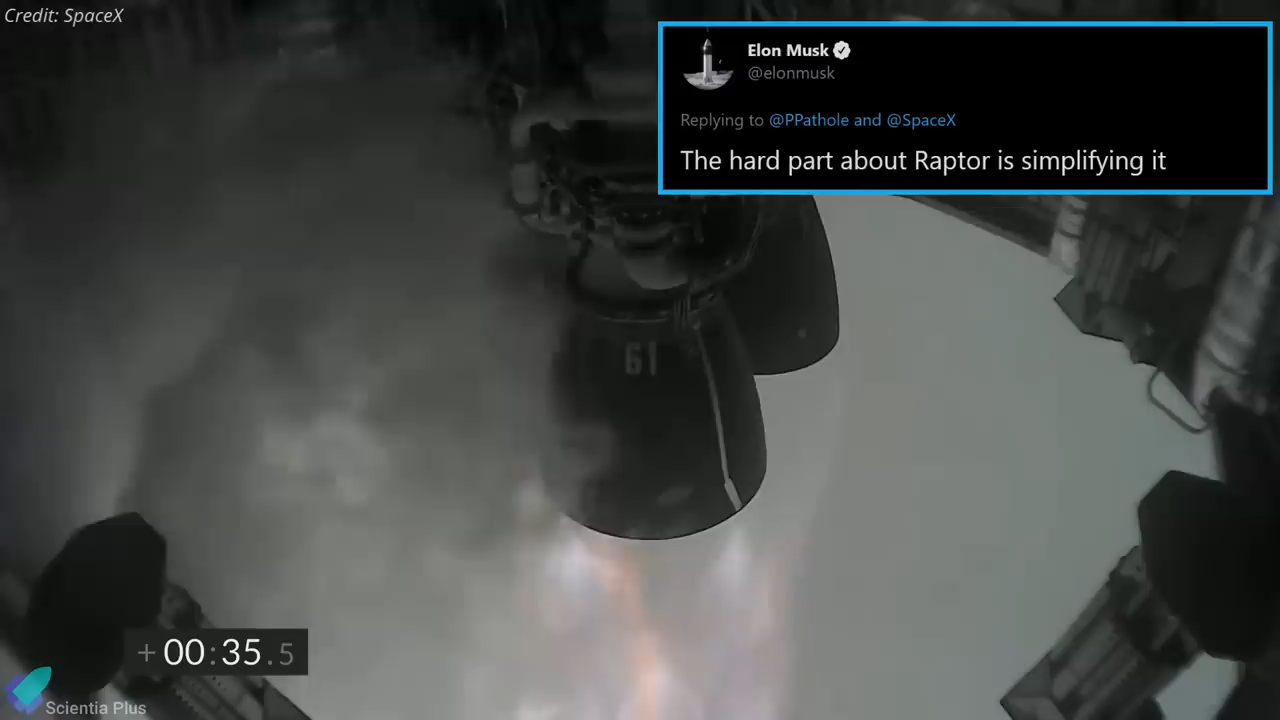 Credit: SpaceX
Elon Musk
@elonmusk
Replying to @PPathole and @SpaceX
The hard part about Raptor is simplifying it
61
+ 00:35.5
Scientia Plus